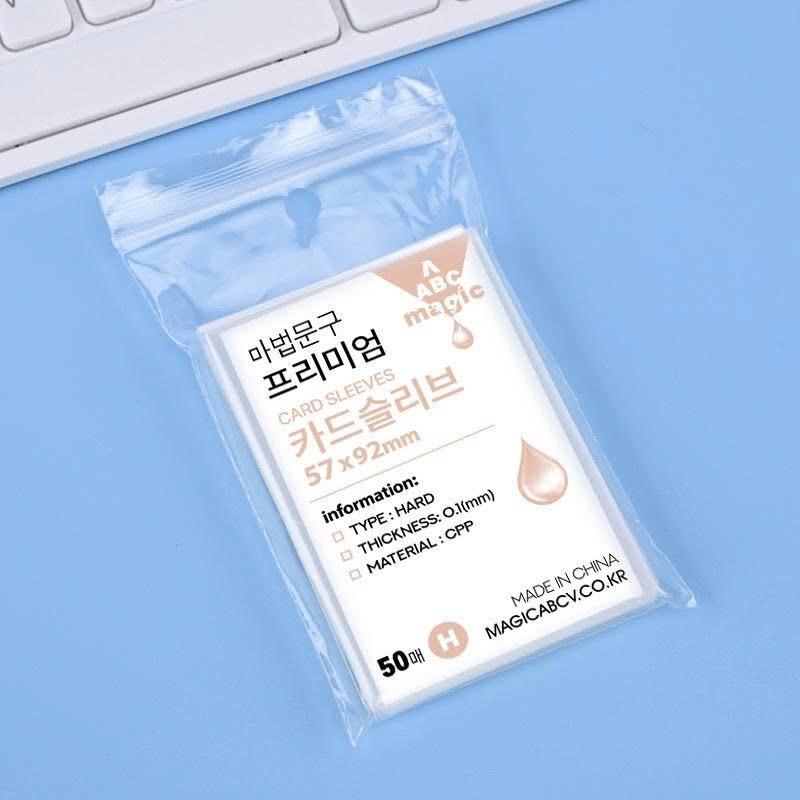 ABC
magic
마법문구
프리미엄
CARD SLEEVES
카드슬리브
57x92mm
information:
TYPE : HARD
THICKNESS: 0.1(mm)
MATERIAL : CPP
MADE IN CHINA
MAGICABCV.CO.KR
50매 H